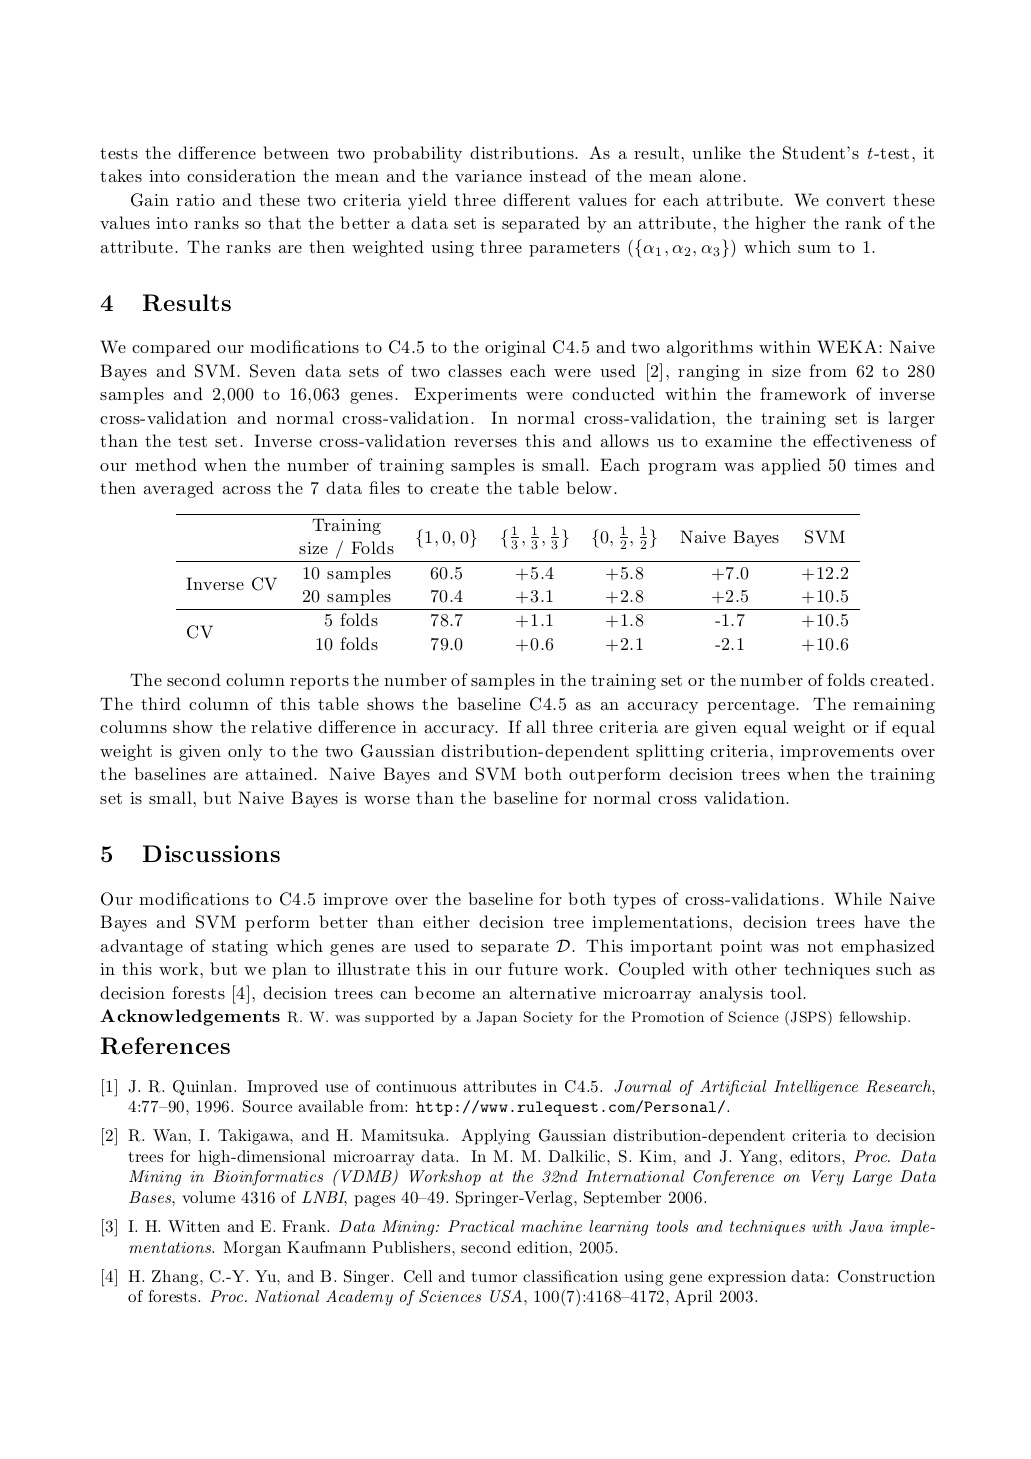 tests the difference between two probability distributions. As a result, unlike the Student's t-test, it
takes into consideration the mean and the variance instead of the mean alone.
Gain ratio and these two criteria yield three different values for each attribute. We convert these
values into ranks so that the better a data set is separated by an attribute, the higher the rank of the
attribute. The ranks are then weighted using three parameters ({α1, α2, α3}) which sum to 1.
4 Results
We compared our modifications to C4.5 to the original C4.5 and two algorithms within WEKA: Naive
Bayes and SVM. Seven data sets of two classes each were used [2], ranging in size from 62 to 280
samples and 2,000 to 16,063 genes. Experiments were conducted within the framework of inverse
cross-validation and normal cross-validation. In normal cross-validation, the training set is larger
than the test set. Inverse cross-validation reverses this and allows us to examine the effectiveness of
our method when the number of training samples is small. Each program was applied 50 times and
then averaged across the 7 data files to create the table below.
Training
size / Folds {1, 0, 0} {1/3, 1/3, 1/3} {0, 1/2, 1/2} Naive Bayes SVM
Inverse CV 10 samples 60.5 +5.4 +5.8 +7.0 +12.2
20 samples 70.4 +3.1 +2.8 +2.5 +10.5
CV 5 folds 78.7 +1.1 +1.8 -1.7 +10.5
10 folds 79.0 +0.6 +2.1 -2.1 +10.6
The second column reports the number of samples in the training set or the number of folds created.
The third column of this table shows the baseline C4.5 as an accuracy percentage. The remaining
columns show the relative difference in accuracy. If all three criteria are given equal weight or if equal
weight is given only to the two Gaussian distribution-dependent splitting criteria, improvements over
the baselines are attained. Naive Bayes and SVM both outperform decision trees when the training
set is small, but Naive Bayes is worse than the baseline for normal cross validation.
5 Discussions
Our modifications to C4.5 improve over the baseline for both types of cross-validations. While Naive
Bayes and SVM perform better than either decision tree implementations, decision trees have the
advantage of stating which genes are used to separate 𝒟. This important point was not emphasized
in this work, but we plan to illustrate this in our future work. Coupled with other techniques such as
decision forests [4], decision trees can become an alternative microarray analysis tool.
Acknowledgements R. W. was supported by a Japan Society for the Promotion of Science (JSPS) fellowship.
References
[1] J. R. Quinlan. Improved use of continuous attributes in C4.5. Journal of Artificial Intelligence Research,
4:77–90, 1996. Source available from: http://www.rulequest.com/Personal/.
[2] R. Wan, I. Takigawa, and H. Mamitsuka. Applying Gaussian distribution-dependent criteria to decision
trees for high-dimensional microarray data. In M. M. Dalkilic, S. Kim, and J. Yang, editors, Proc. Data
Mining in Bioinformatics (VDMB) Workshop at the 32nd International Conference on Very Large Data
Bases, volume 4316 of LNBI, pages 40–49. Springer-Verlag, September 2006.
[3] I. H. Witten and E. Frank. Data Mining: Practical machine learning tools and techniques with Java imple-
mentations. Morgan Kaufmann Publishers, second edition, 2005.
[4] H. Zhang, C.-Y. Yu, and B. Singer. Cell and tumor classification using gene expression data: Construction
of forests. Proc. National Academy of Sciences USA, 100(7):4168–4172, April 2003.